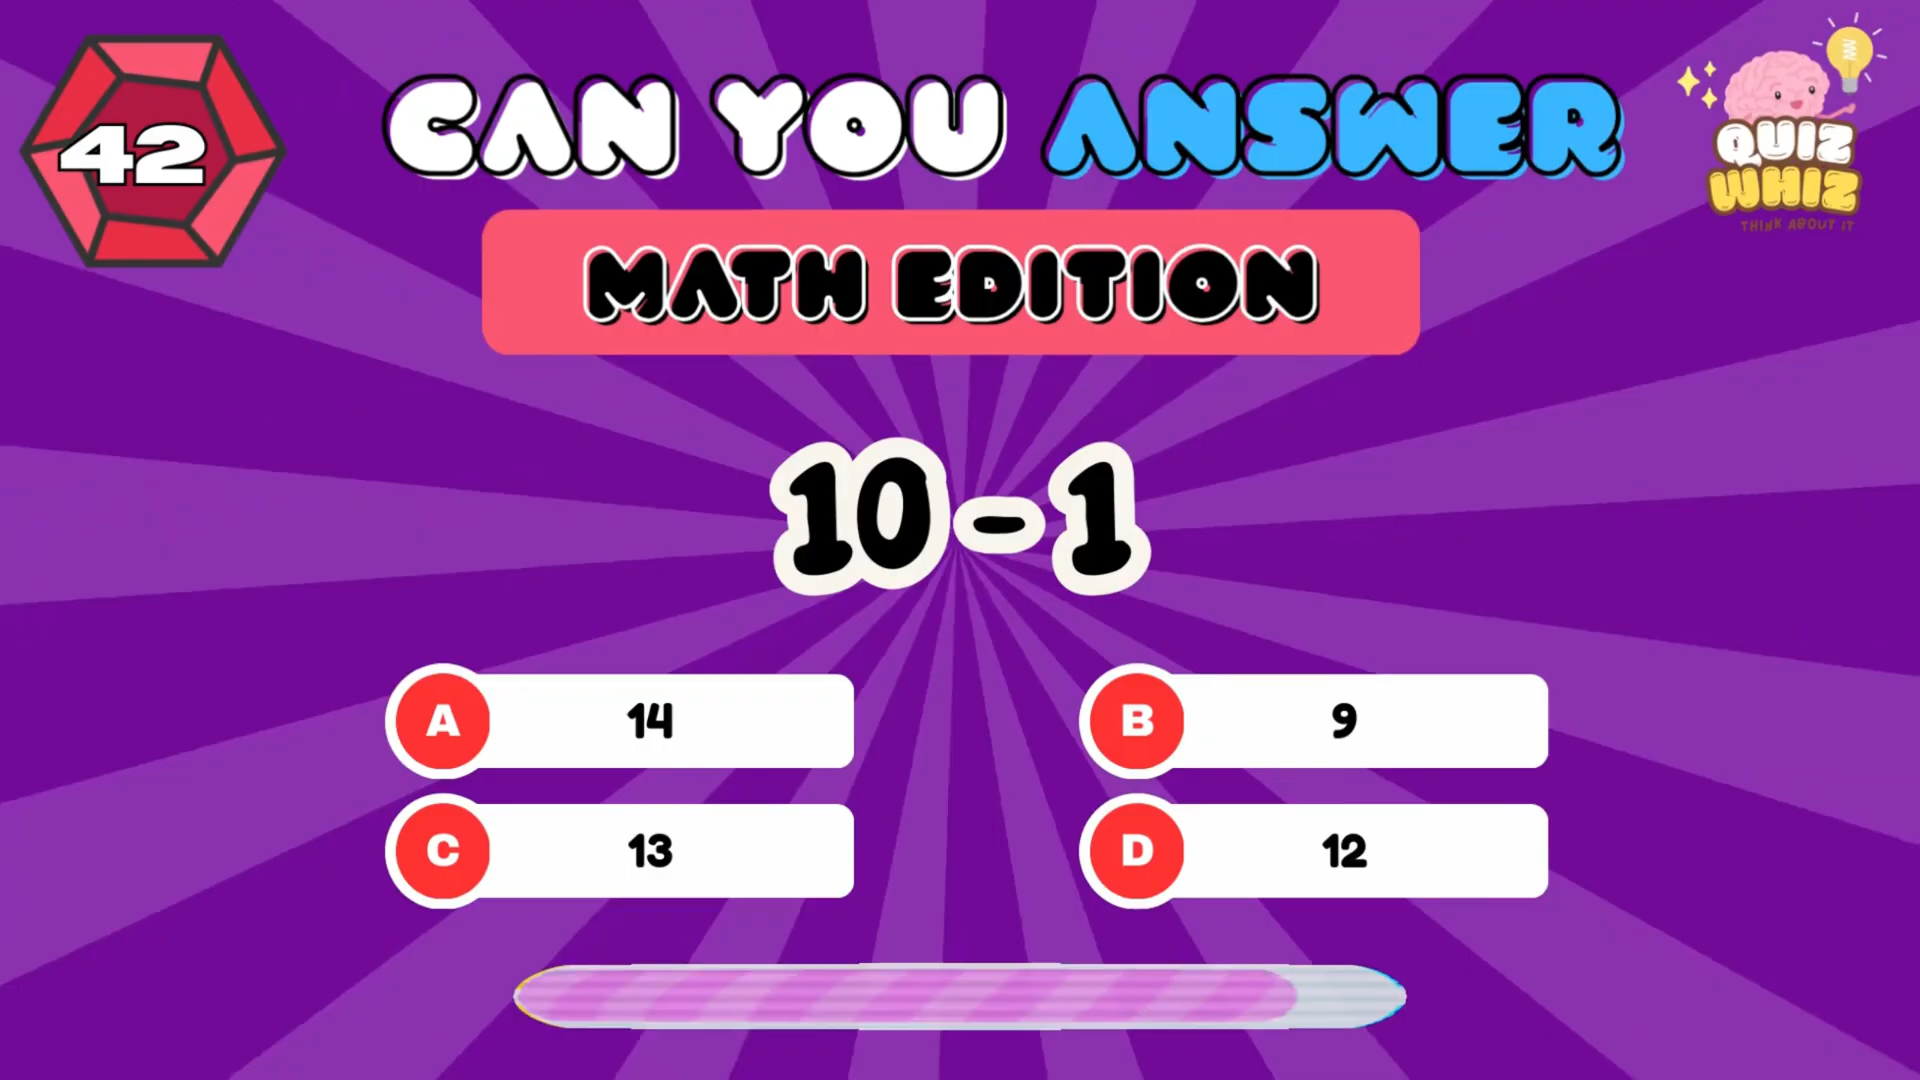 42
CAN YOU ANSWER
QUIZ
WHIZ
THINK ABOUT IT
MATH EDITION
10 - 1
A 14
B 9
C 13
D 12